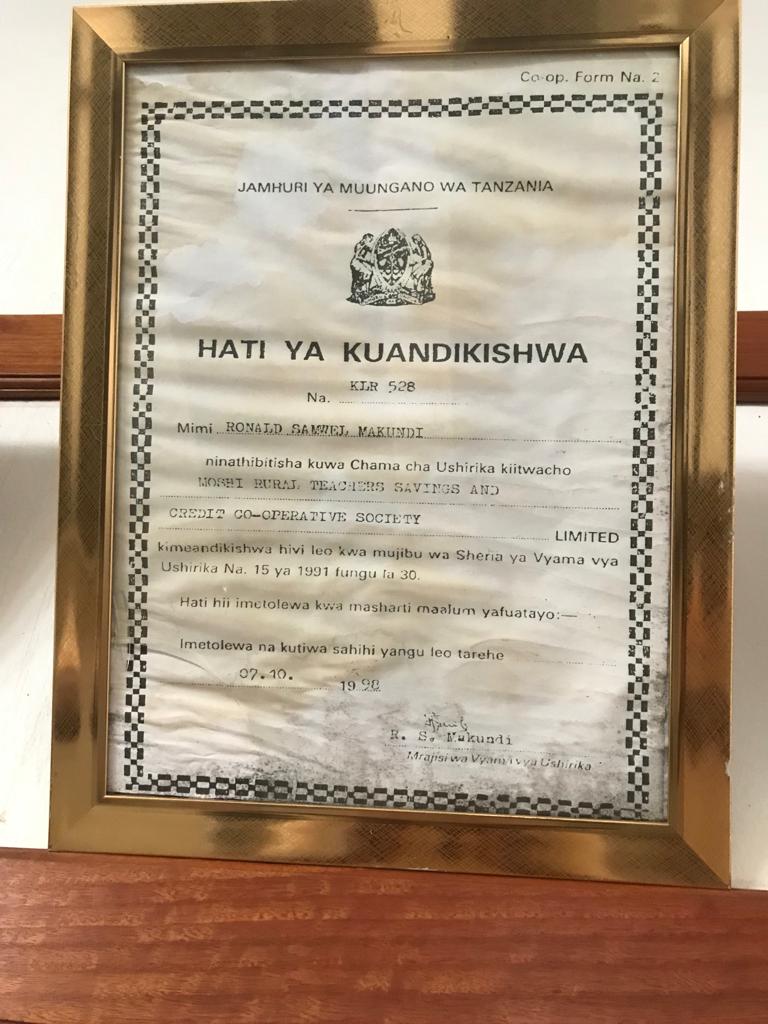 Co-op. Form Na. 2
JAMHURI YA MUUNGANO WA TANZANIA
HATI YA KUANDIKISHWA
Na. KLR 528
Mimi RONALD SAMWEL MAKUNDI
ninathibitisha kuwa Chama cha Ushirika kiitwacho
MOSHI RURAL TEACHERS SAVINGS AND
CREDIT CO-OPERATIVE SOCIETY LIMITED
kimeandikishwa hivi leo kwa mujibu wa Sheria ya Vyama vya
Ushirika Na. 15 ya 1991 fungu la 30.
Hati hii imetolewa kwa masharti maalum yafuatayo:—
Imetolewa na kutiwa sahihi yangu leo tarehe
07.10. 1998
R. S. Makundi
Mrajisi wa Vyama vya Ushirika